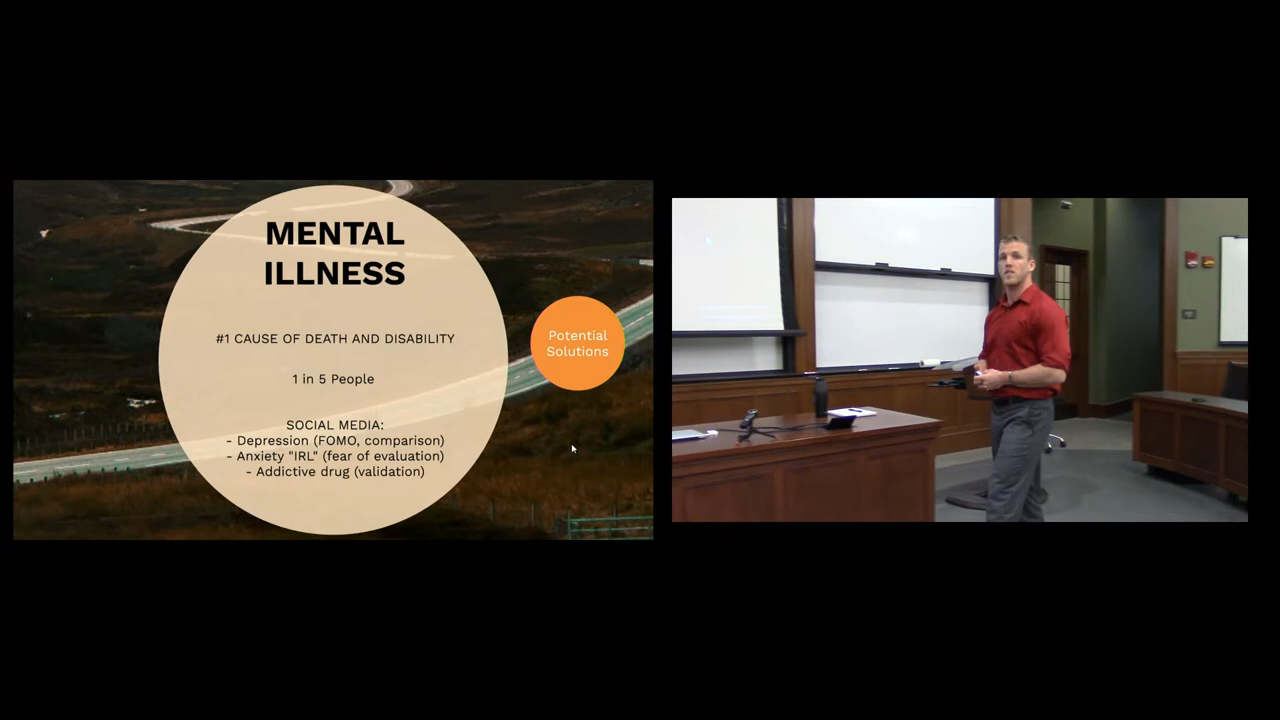 MENTAL
ILLNESS
#1 CAUSE OF DEATH AND DISABILITY
1 in 5 People
SOCIAL MEDIA:
- Depression (FOMO, comparison)
- Anxiety "IRL" (fear of evaluation)
- Addictive drug (validation)
Potential
Solutions